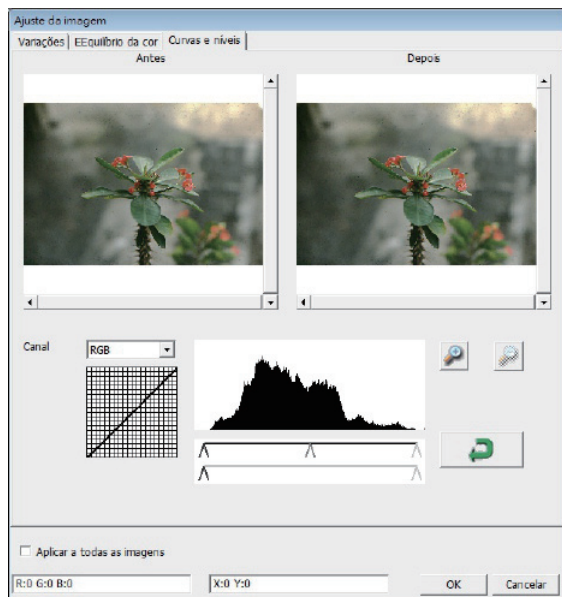 Ajuste da imagem
Variações EEquilíbrio da cor Curvas e níveis
Antes Depois
Canal RGB
Aplicar a todas as imagens
R:0 G:0 B:0 X:0 Y:0 OK Cancelar